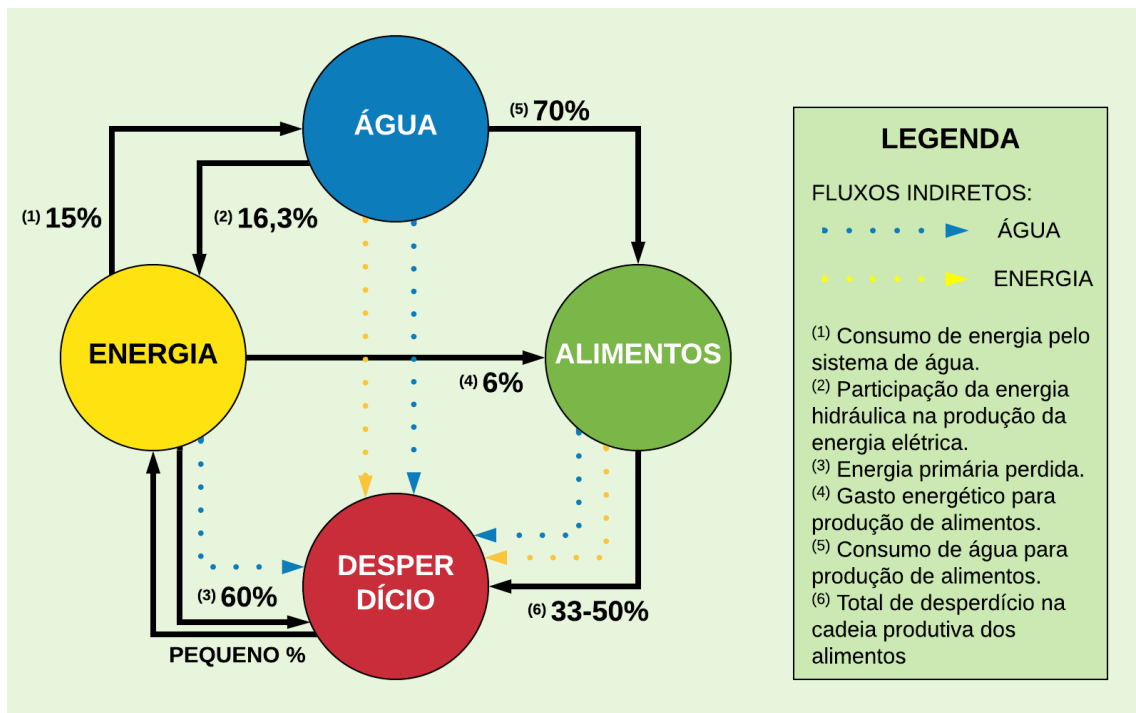 ÁGUA
(5) 70%
(1) 15%
(2) 16,3%
ENERGIA
ALIMENTOS
(4) 6%
DESPER
DÍCIO
(3) 60%
(6) 33-50%
PEQUENO %
LEGENDA
FLUXOS INDIRETOS:
ÁGUA
ENERGIA
(1) Consumo de energia pelo
sistema de água.
(2) Participação da energia
hidráulica na produção da
energia elétrica.
(3) Energia primária perdida.
(4) Gasto energético para
produção de alimentos.
(5) Consumo de água para
produção de alimentos.
(6) Total de desperdício na
cadeia produtiva dos
alimentos